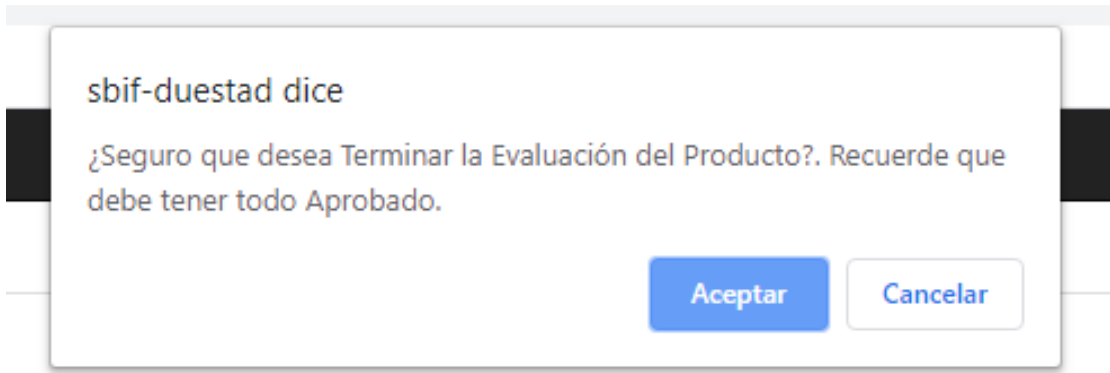 sbif-duestad dice
¿Seguro que desea Terminar la Evaluación del Producto?. Recuerde que
debe tener todo Aprobado.
Aceptar
Cancelar